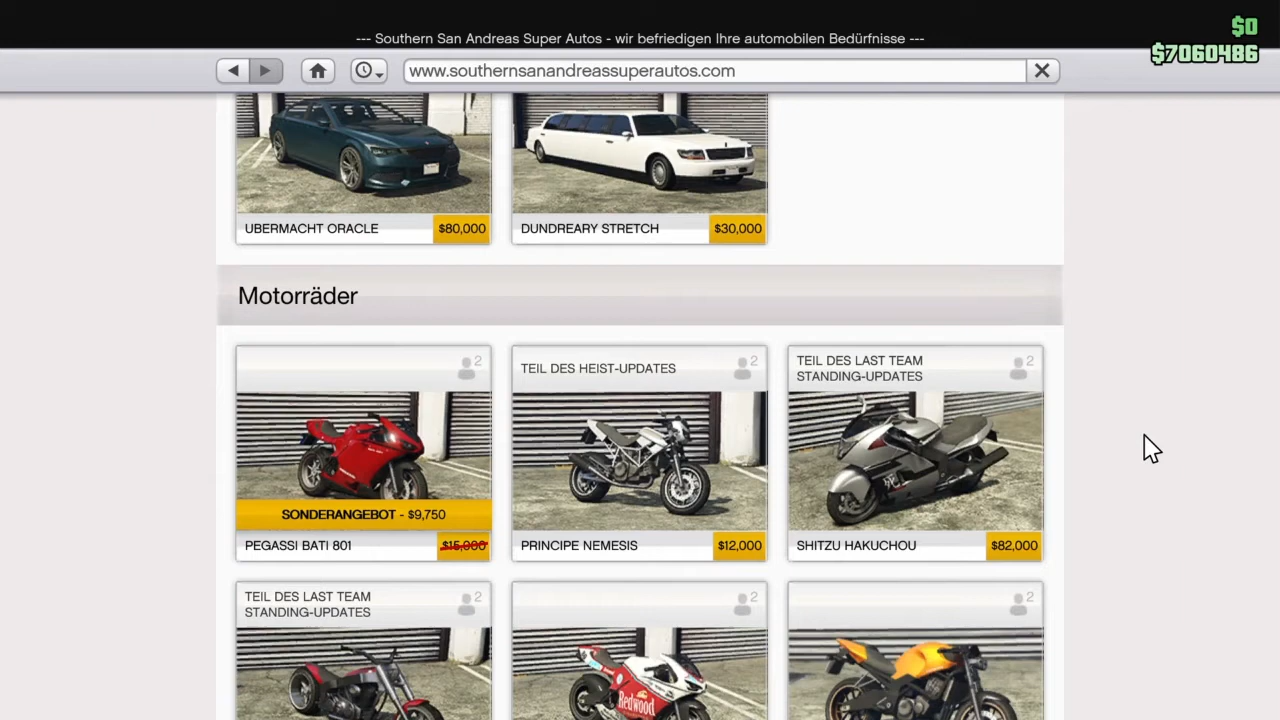 --- Southern San Andreas Super Autos - wir befriedigen Ihre automobilen Bedürfnisse ---
$0
$7060486
www.southernsanandreassuperautos.com
UBERMACHT ORACLE
$80,000
DUNDREARY STRETCH
$30,000
Motorräder
2
TEIL DES HEIST-UPDATES
2
TEIL DES LAST TEAM
STANDING-UPDATES
2
SONDERANGEBOT - $9,750
PEGASSI BATI 801
$15,000
PRINCIPE NEMESIS
$12,000
SHITZU HAKUCHOU
$82,000
TEIL DES LAST TEAM
STANDING-UPDATES
2
2
2
Redwood